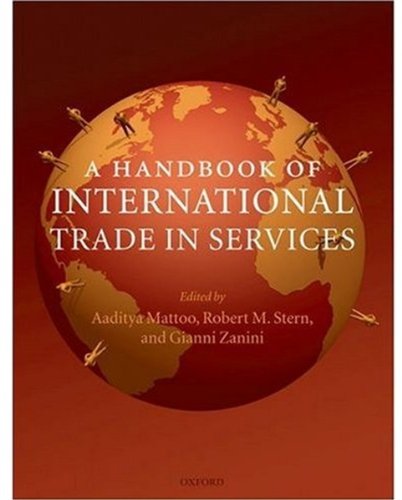 A HANDBOOK OF
INTERNATIONAL
TRADE IN SERVICES
Edited by
Aaditya Mattoo, Robert M. Stern,
and Gianni Zanini
OXFORD